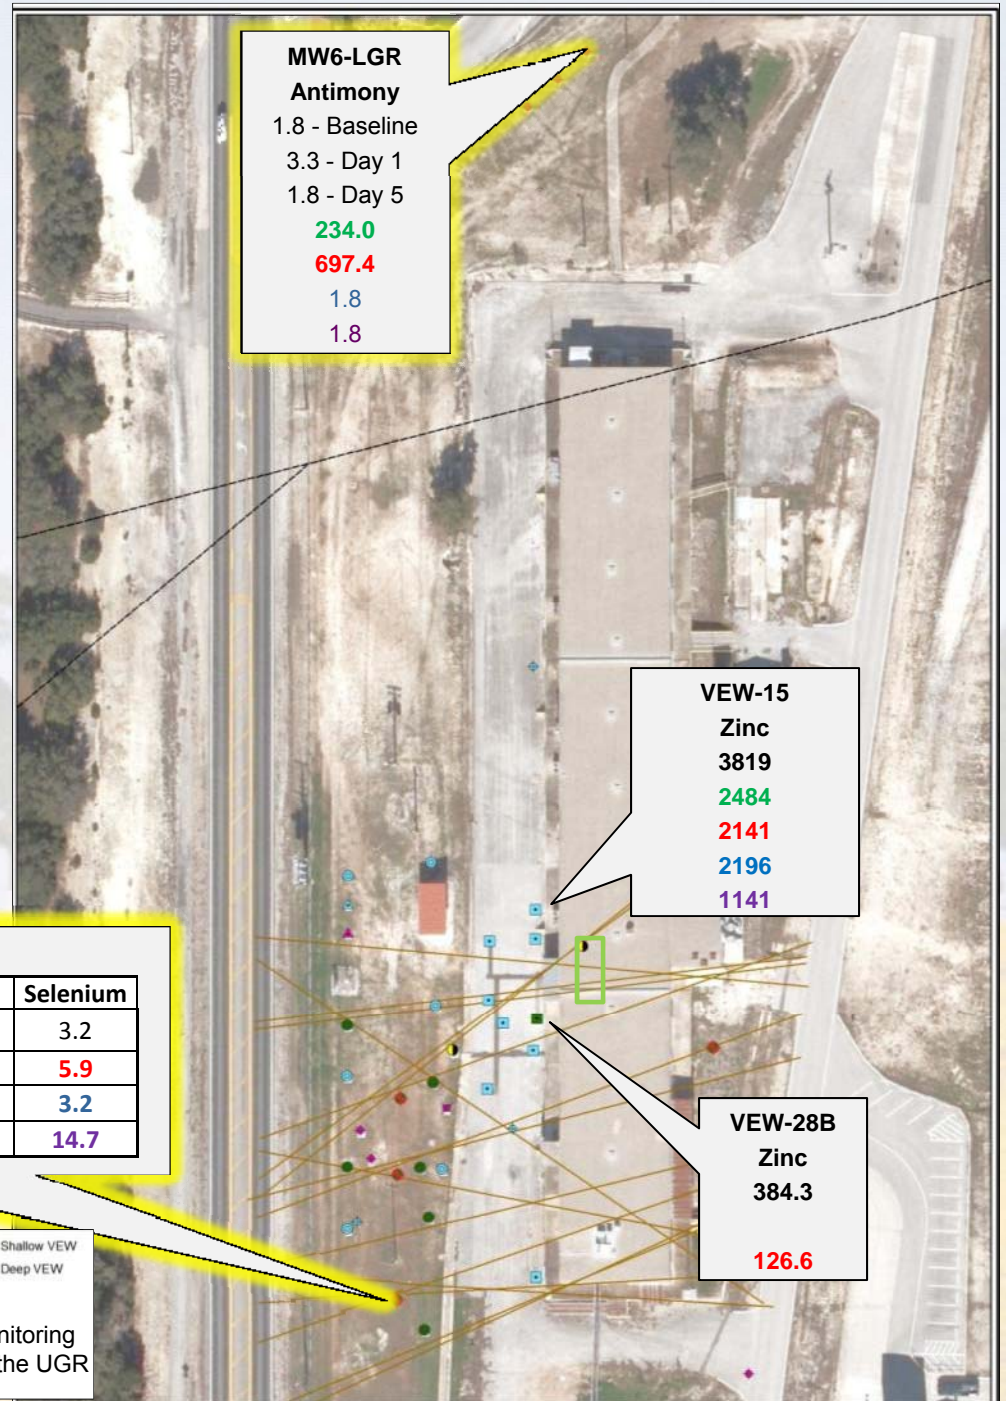 MW6-LGR
Antimony
1.8 - Baseline
3.3 - Day 1
1.8 - Day 5
234.0
697.4
1.8
1.8
VEW-15
Zinc
3819
2484
2141
2196
1141
Selenium
3.2
5.9
3.2
14.7
VEW-28B
Zinc
384.3
126.6
Shallow VEW
Deep VEW
nitoring
the UGR